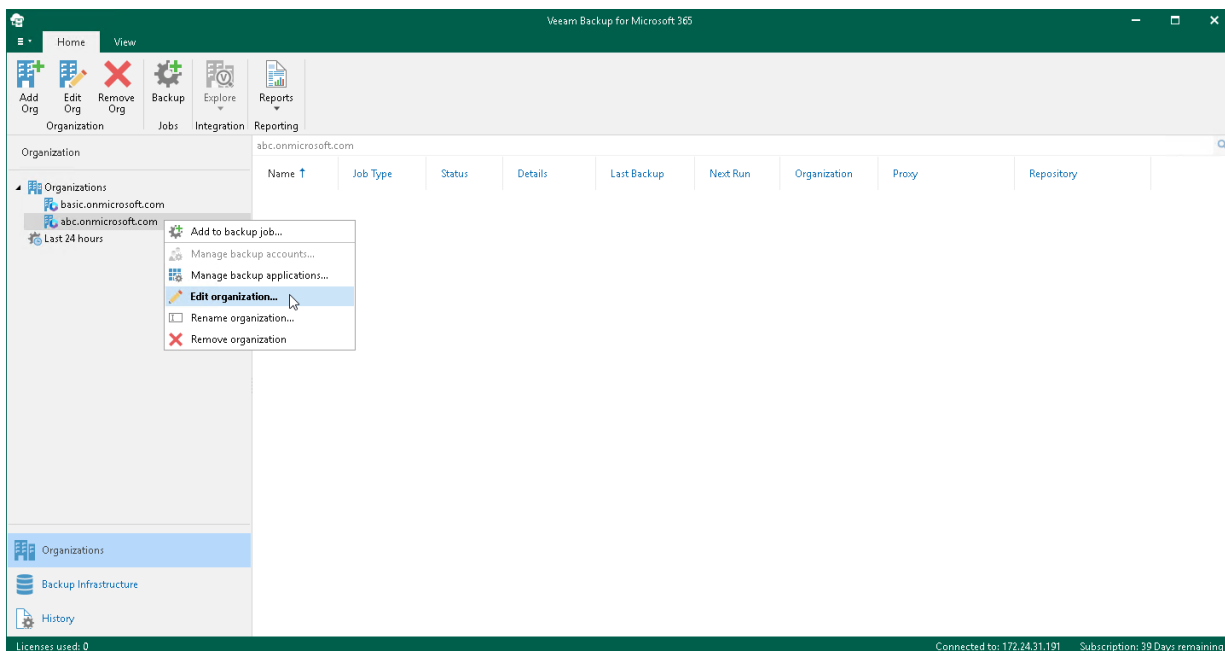 Veeam Backup for Microsoft 365
Home View
Add Org Edit Org Remove Org Backup Explore Reports
Organization Jobs Integration Reporting
Organization
abc.onmicrosoft.com
Name Job Type Status Details Last Backup Next Run Organization Proxy Repository
Organizations
basic.onmicrosoft.com
abc.onmicrosoft.com
Last 24 hours
Add to backup job...
Manage backup accounts...
Manage backup applications...
Edit organization...
Rename organization...
Remove organization
Organizations
Backup Infrastructure
History
Licenses used: 0
Connected to: 172.24.31.191 Subscription: 39 Days remaining